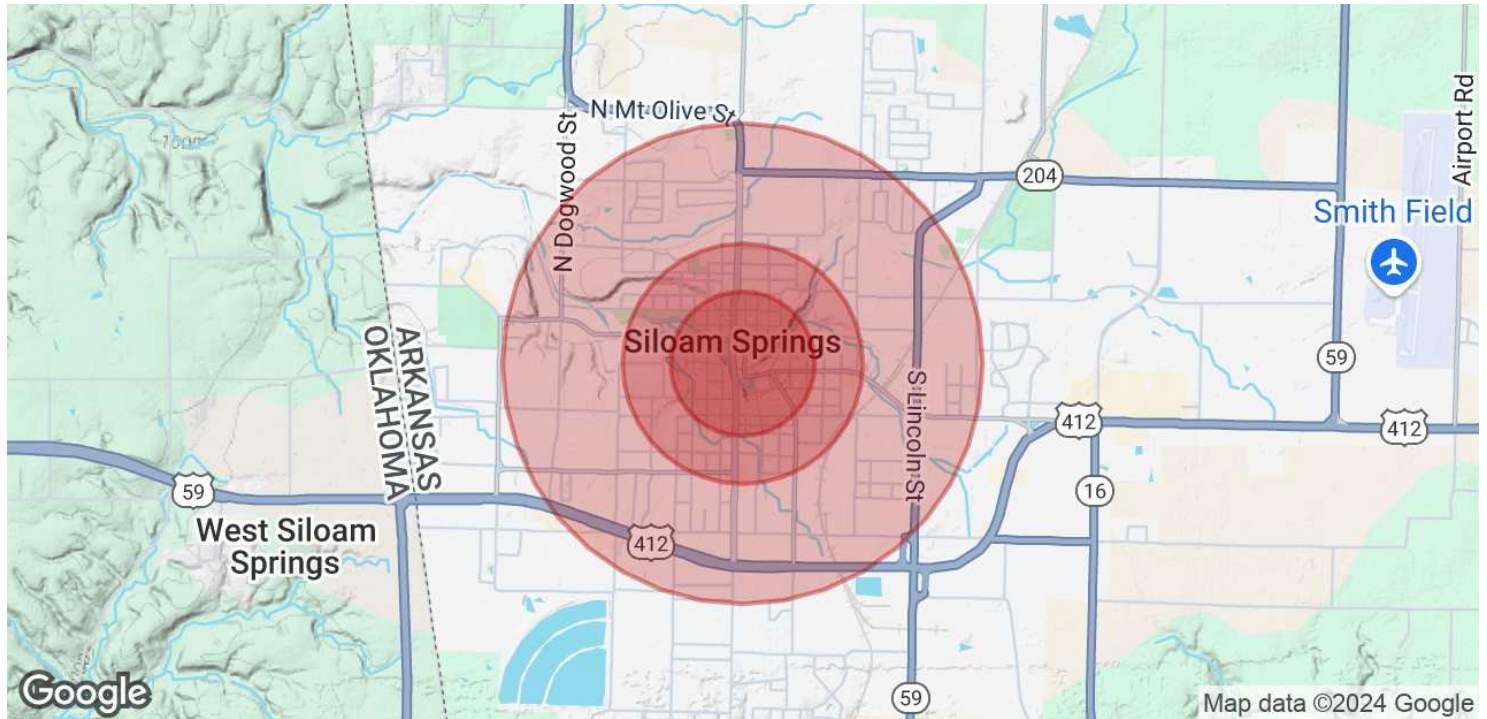 N Mt Olive St
Airport Rd
N Dogwood St
204
Smith Field
Siloam Springs
ARKANSAS
OKLAHOMA
59
S Lincoln St
412
412
59
16
West Siloam
Springs
412
59
Google
Map data ©2024 Google